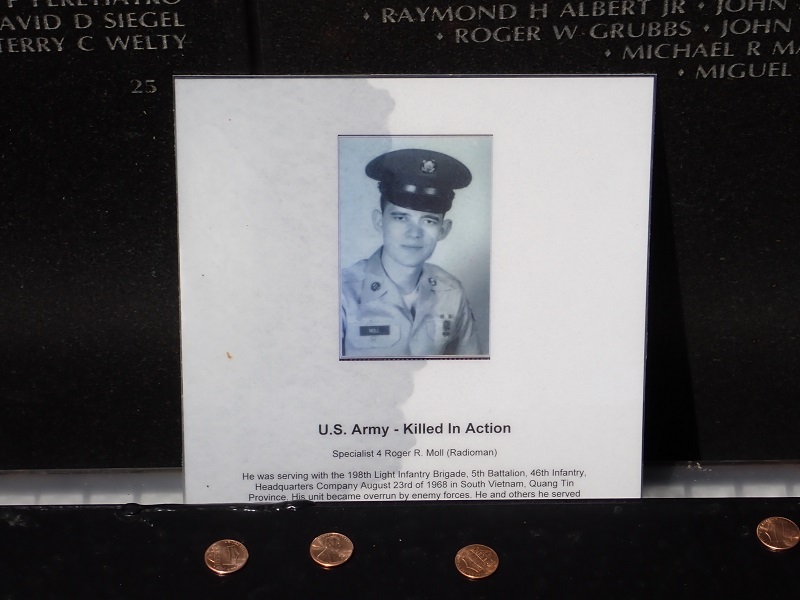 DAVID D SIEGEL
TERRY C WELTY
25
• RAYMOND H ALBERT JR • JOHN
• ROGER W GRUBBS • JOHN
• MICHAEL R
• MIGUEL
MOLL
U.S. Army - Killed In Action
Specialist 4 Roger R. Moll (Radioman)
He was serving with the 198th Light Infantry Brigade, 5th Battalion, 46th Infantry,
Headquarters Company August 23rd of 1968 in South Vietnam, Quang Tin
Province. His unit became overrun by enemy forces. He and others he served